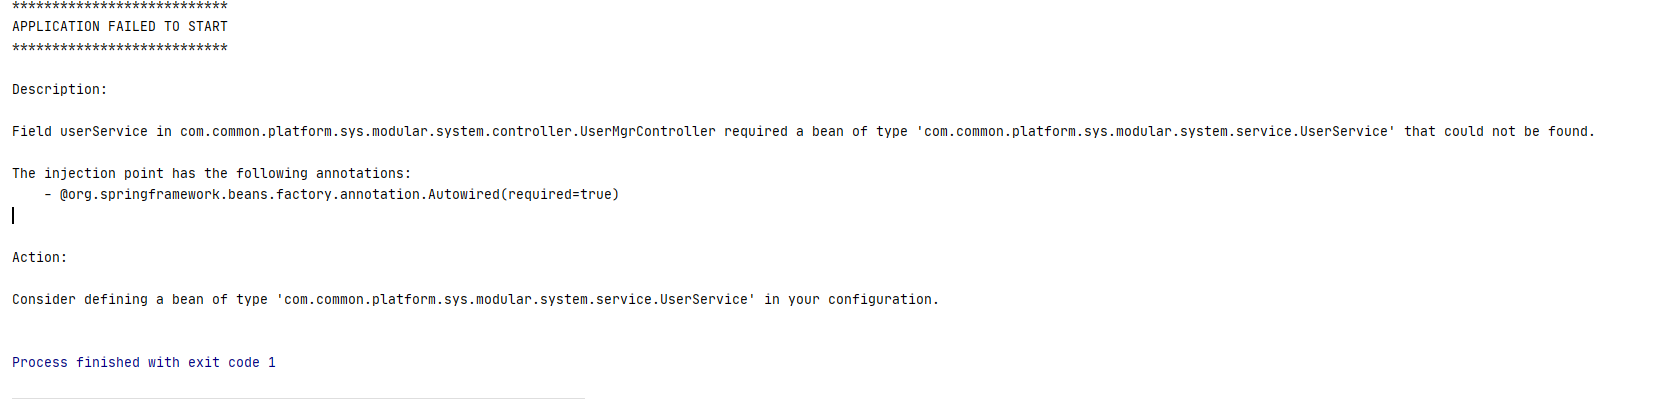 ***************************
APPLICATION FAILED TO START
***************************
Description:
Field userService in com.common.platform.sys.modular.system.controller.UserMgrController required a bean of type 'com.common.platform.sys.modular.system.service.UserService' that could not be found.
The injection point has the following annotations:
- @org.springframework.beans.factory.annotation.Autowired(required=true)
Action:
Consider defining a bean of type 'com.common.platform.sys.modular.system.service.UserService' in your configuration.
Process finished with exit code 1